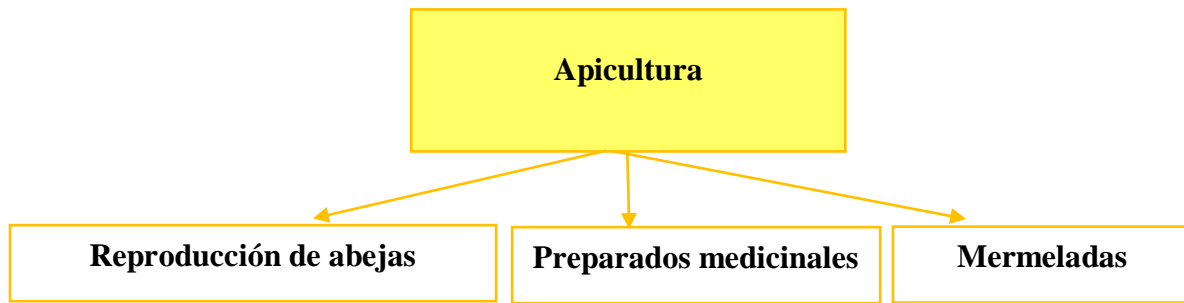 Apicultura
Reproducción de abejas
Preparados medicinales
Mermeladas